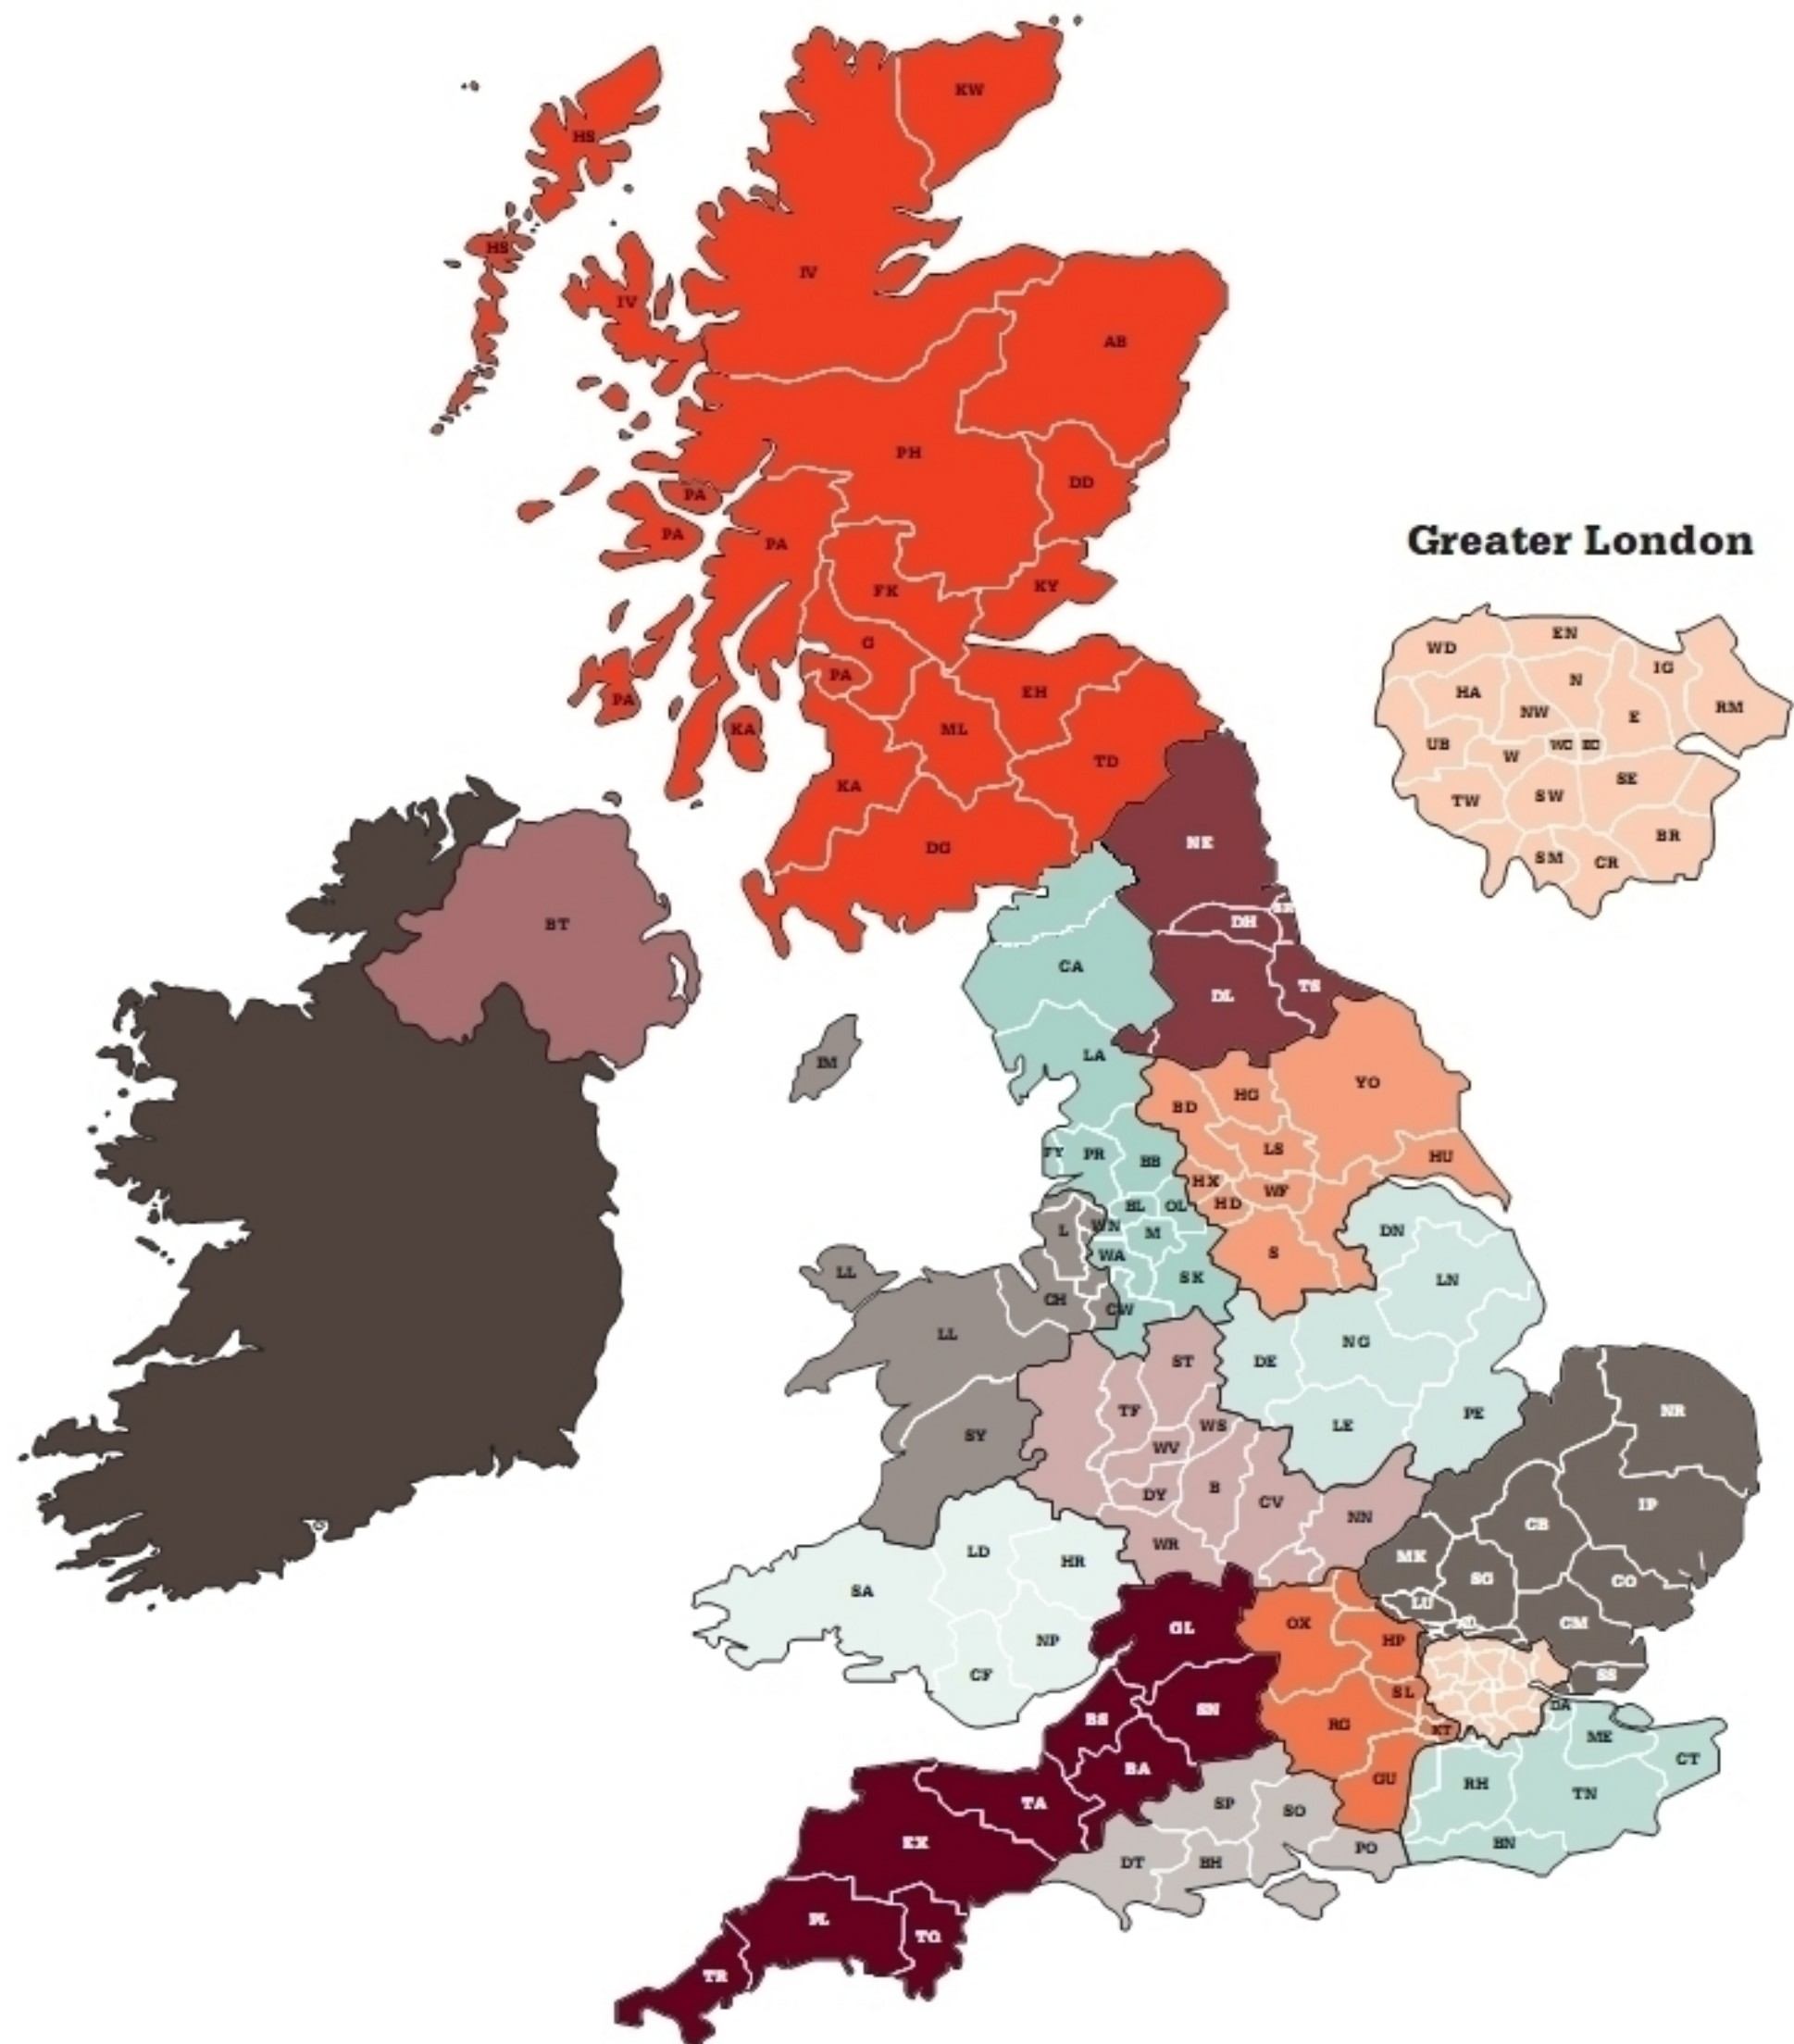 KW
HS
HS
IV
IV
AB
PH
DD
PA
PA
PA
Greater London
FK
KY
G
PA
EH
PA
KA
ML
TD
KA
DG
WD
EN
IG
N
HA
RM
NW
E
UB
WC
EC
W
SE
TW
SW
BR
SM
CR
NE
SR
DH
BT
CA
DL
TS
IM
LA
YO
HG
BD
FY
PR
BB
LS
HU
HX
WF
HD
BL
OL
L
WN
M
DN
WA
S
LL
SK
LN
CH
CW
LL
NG
ST
DE
TF
WS
LE
PE
NR
SY
WV
B
DY
CV
IP
NN
CB
WR
LD
HR
MK
SG
CO
SA
LU
GL
OX
AL
CM
NP
HP
CF
SS
SL
BS
SN
DA
RG
KT
ME
BA
CT
GU
RH
TN
TA
SP
SO
EX
BN
PO
DT
BH
PL
TQ
TR